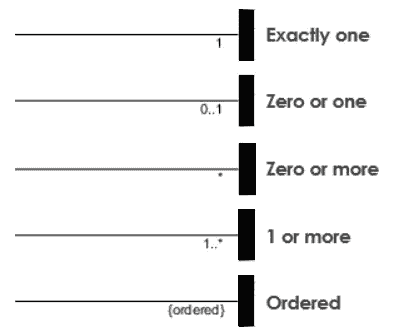 Exactly one
1
Zero or one
0..1
Zero or more
*
1 or more
1..*
Ordered
{ordered}